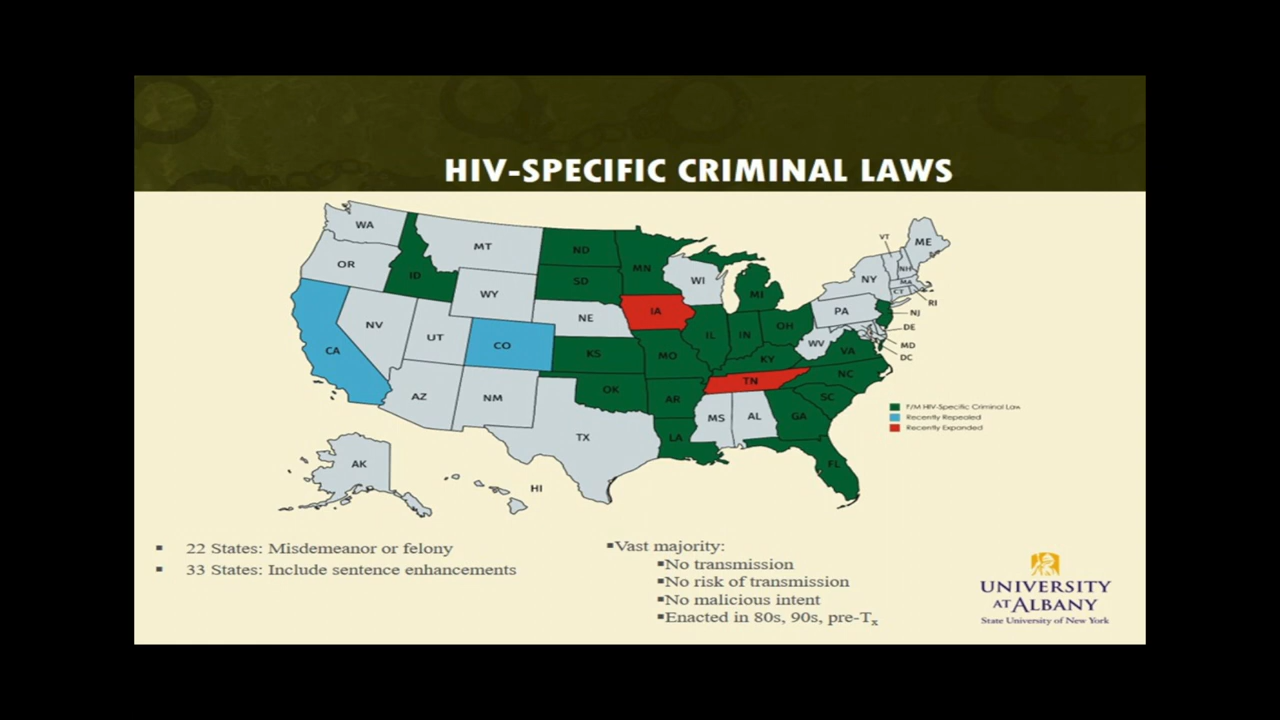 HIV-SPECIFIC CRIMINAL LAWS
WA
MT
ND
MN
VT
ME
OR
ID
SD
WI
MI
NY
NH
MA
CT
RI
WY
IA
PA
NJ
NV
UT
CO
NE
IL
IN
OH
WV
DE
MD
DC
CA
KS
MO
KY
VA
AZ
NM
OK
AR
TN
NC
SC
TX
LA
MS
AL
GA
FL
AK
HI
F/M HIV-Specific Criminal Law
Recently Repealed
Recently Expanded
▪ 22 States: Misdemeanor or felony
▪ 33 States: Include sentence enhancements
▪Vast majority:
▪No transmission
▪No risk of transmission
▪No malicious intent
▪Enacted in 80s, 90s, pre-Tx
UNIVERSITY
AT ALBANY
State University of New York